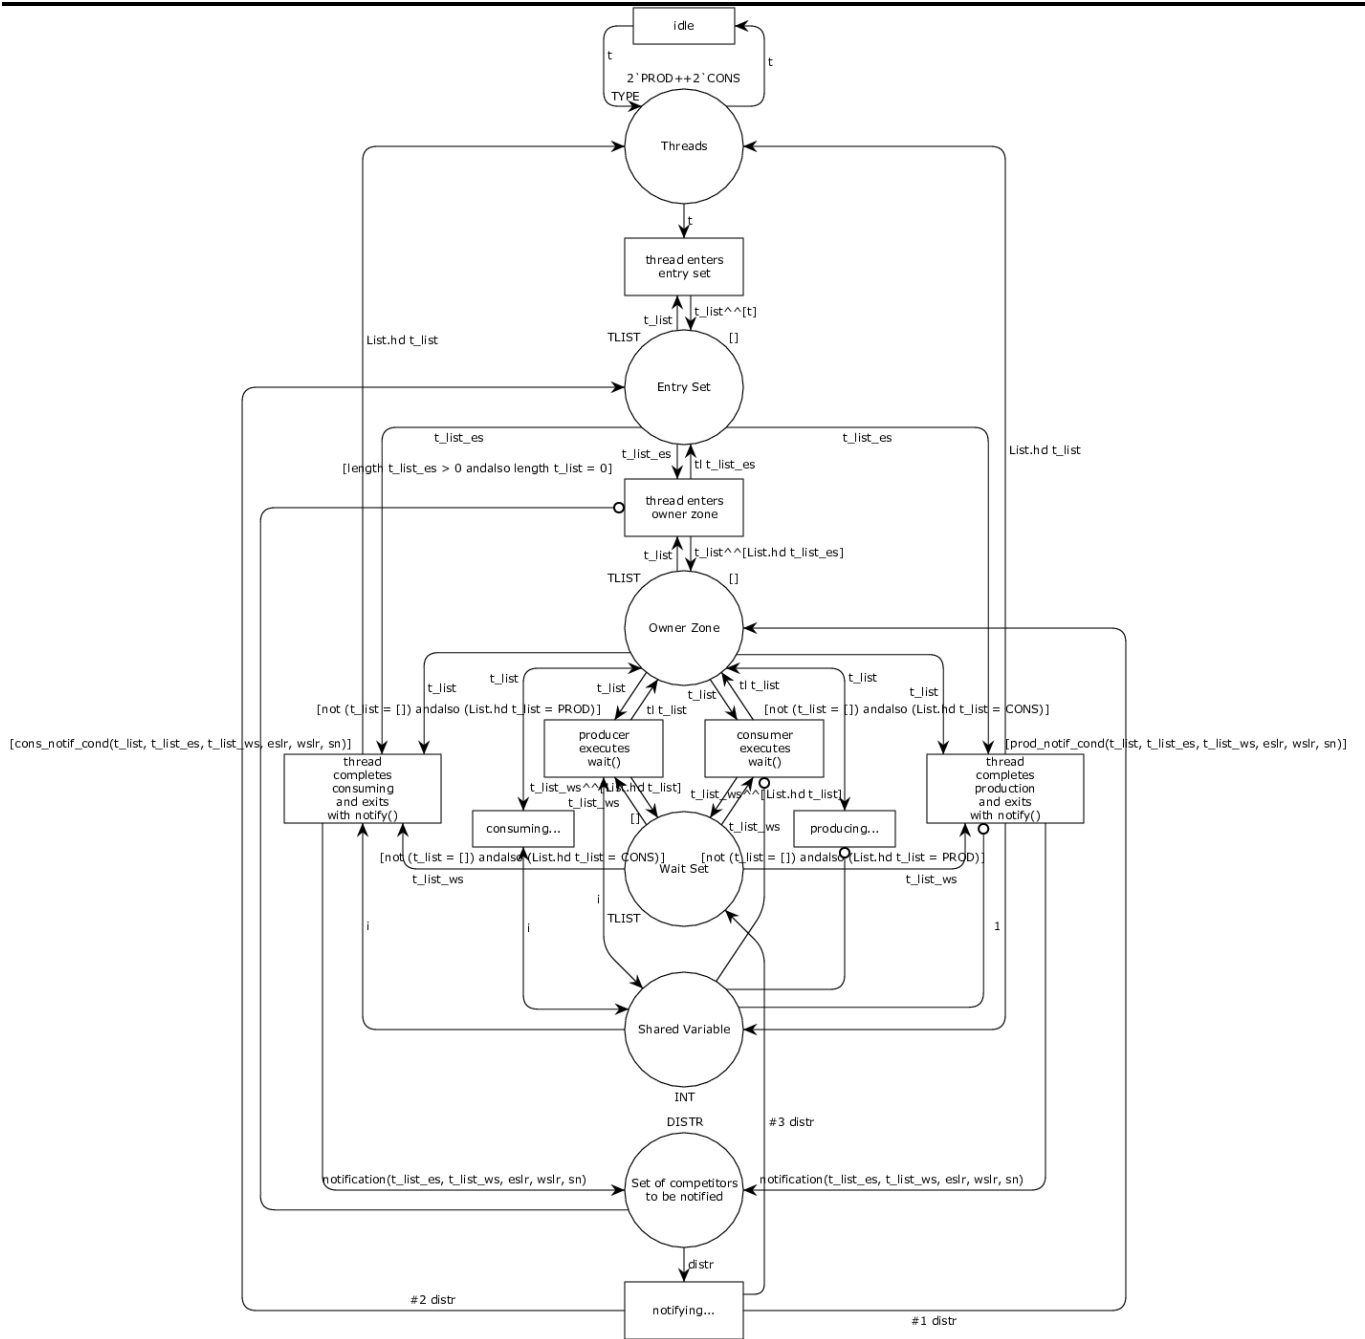 idle
t
t
2`PROD++2`CONS
TYPE
Threads
t
thread enters
entry set
t_list^^[t]
t_list
TLIST
[]
List.hd t_list
Entry Set
t_list_es
t_list_es
List.hd t_list
t_list_es
tl t_list_es
[length t_list_es > 0 andalso length t_list = 0]
thread enters
owner zone
t_list
t_list^^[List.hd t_list_es]
TLIST
[]
Owner Zone
t_list
t_list
t_list
t_list
tl t_list
t_list
t_list
tl t_list
[not (t_list = []) andalso (List.hd t_list = PROD)]
[not (t_list = []) andalso (List.hd t_list = CONS)]
[cons_notif_cond(t_list, t_list_es, t_list_ws, eslr, wslr, sn)]
[prod_notif_cond(t_list, t_list_es, t_list_ws, eslr, wslr, sn)]
producer
executes
wait()
consumer
executes
wait()
thread
completes
consuming
and exits
with notify()
thread
completes
production
and exits
with notify()
t_list_ws^^[List.hd t_list]
t_list_ws^^[List.hd t_list]
t_list_ws
[]
t_list_ws
consuming...
producing...
[not (t_list = []) andalso (List.hd t_list = CONS)]
[not (t_list = []) andalso (List.hd t_list = PROD)]
Wait Set
t_list_ws
t_list_ws
i
TLIST
i
i
1
Shared Variable
INT
DISTR
#3 distr
notification(t_list_es, t_list_ws, eslr, wslr, sn)
Set of competitors
to be notified
notification(t_list_es, t_list_ws, eslr, wslr, sn)
distr
#2 distr
notifying...
#1 distr